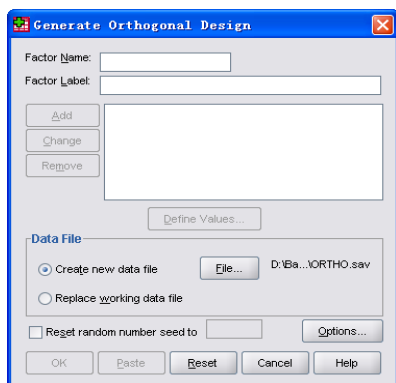 Generate Orthogonal Design
Factor Name:
Factor Label:
Add
Change
Remove
Define Values...
Data File
Create new data file
File...
D:\Ba...\ORTHO.sav
Replace working data file
Reset random number seed to
Options...
OK
Paste
Reset
Cancel
Help